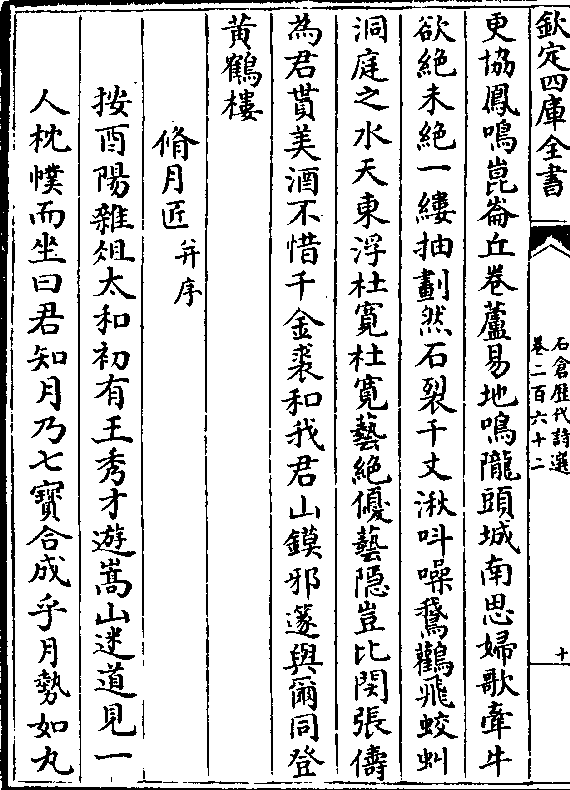 欽定四庫全書
石倉歴代詩選
卷二百六十二
十
更協鳳鳴崑崙丘卷蘆易地鳴隴頭城南思婦歌牽牛
欲絶未絶一縷抽劃然石裂千丈湫呌噪鵞鸛飛蛟虯
洞庭之水天東浮杜寛杜寛藝絶優藝隠豈比閔張儔
為君貰美酒不惜千金裘和我君山鏌邪䆳與爾同登
黄鶴樓
脩月匠并序
按酉陽雜俎太和初有王秀才遊嵩山迷道見一
人枕幞而坐曰君知月乃七寳合成乎月勢如丸